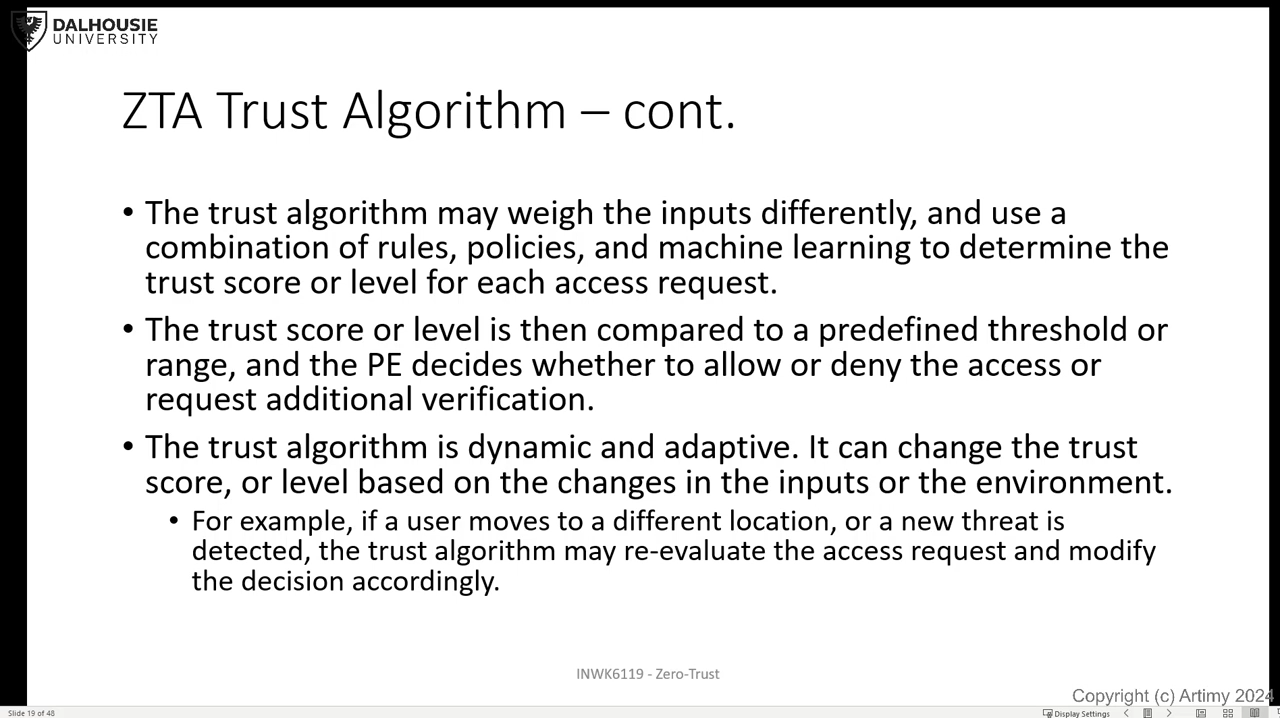 DALHOUSIE
UNIVERSITY
ZTA Trust Algorithm – cont.
• The trust algorithm may weigh the inputs differently, and use a
combination of rules, policies, and machine learning to determine the
trust score or level for each access request.
• The trust score or level is then compared to a predefined threshold or
range, and the PE decides whether to allow or deny the access or
request additional verification.
• The trust algorithm is dynamic and adaptive. It can change the trust
score, or level based on the changes in the inputs or the environment.
• For example, if a user moves to a different location, or a new threat is
detected, the trust algorithm may re-evaluate the access request and modify
the decision accordingly.
INWK6119 - Zero-Trust
Copyright (c) Artimy 2024
Slide 19 of 48
Display Settings